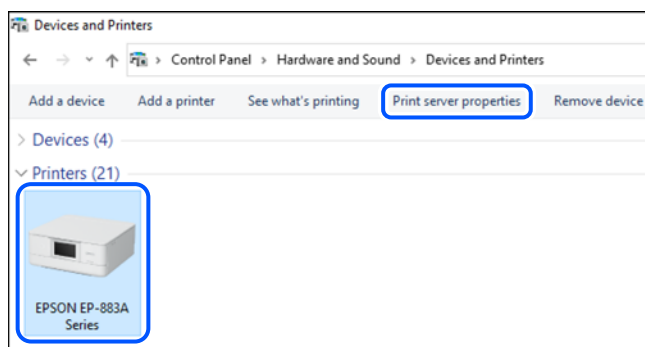 Devices and Printers
Control Panel > Hardware and Sound > Devices and Printers
Add a device Add a printer See what's printing Print server properties Remove device
Devices (4)
Printers (21)
EPSON EP-883A
Series